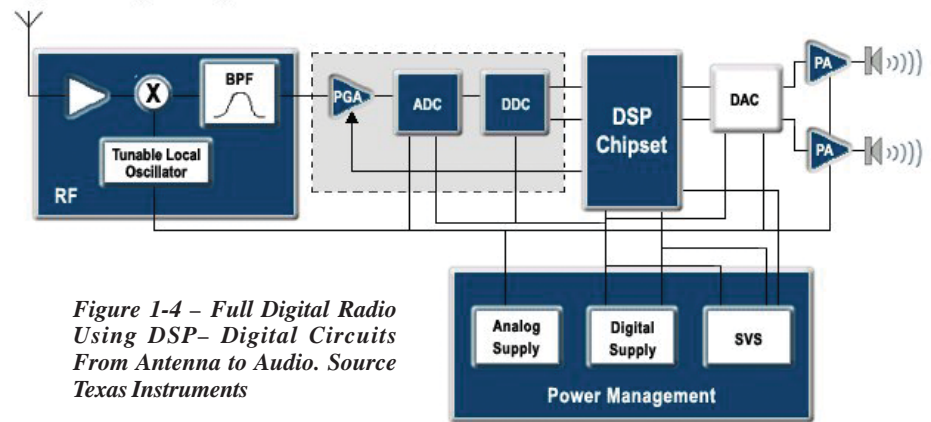 BPF
X
Tunable Local
Oscillator
RF
PGA
ADC
DDC
DSP
Chipset
DAC
PA
PA
Figure 1-4 – Full Digital Radio
Using DSP– Digital Circuits
From Antenna to Audio. Source
Texas Instruments
Analog
Supply
Digital
Supply
SVS
Power Management